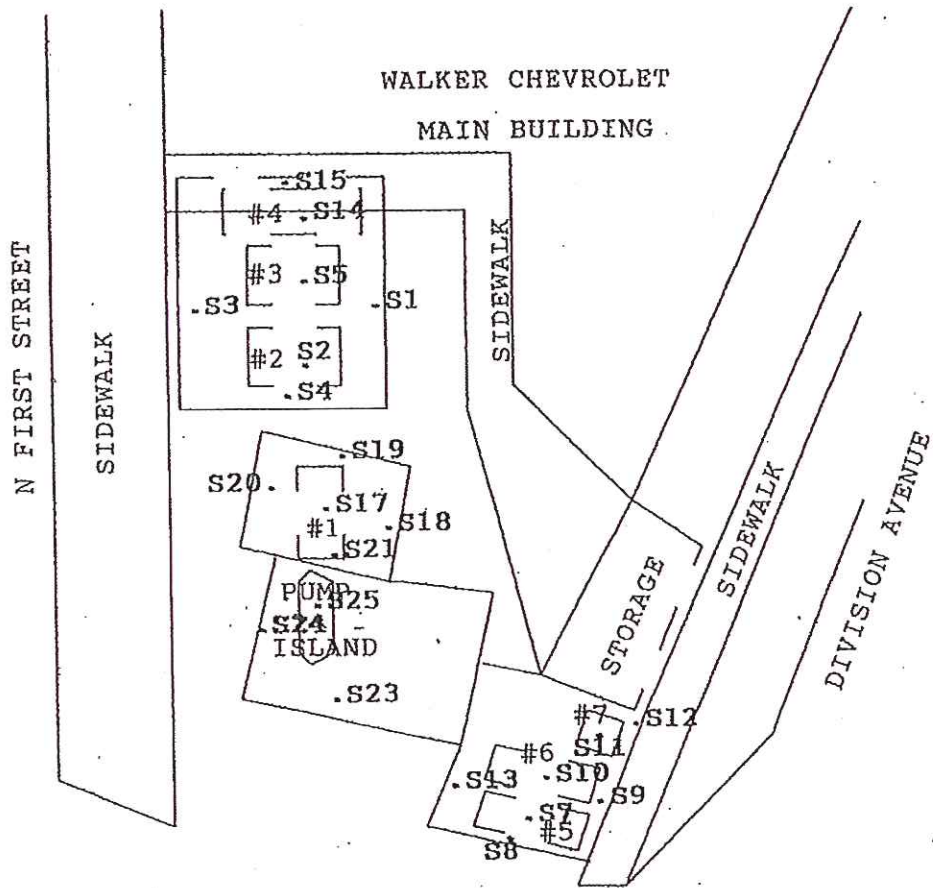 WALKER CHEVROLET
MAIN BUILDING
N FIRST STREET
SIDEWALK
SIDEWALK
.S15
#4 .S14
#3 .S5
.S3
.S1
#2 S2
.S4
.S19
S20.
.S17
#1
.S18
.S21
PUMP
.S25
.S24
ISLAND
.S23
STORAGE
SIDEWALK
DIVISION AVENUE
#7
.S12
S11
#6
.S10
.S13
.S9
.S7
#5
S8